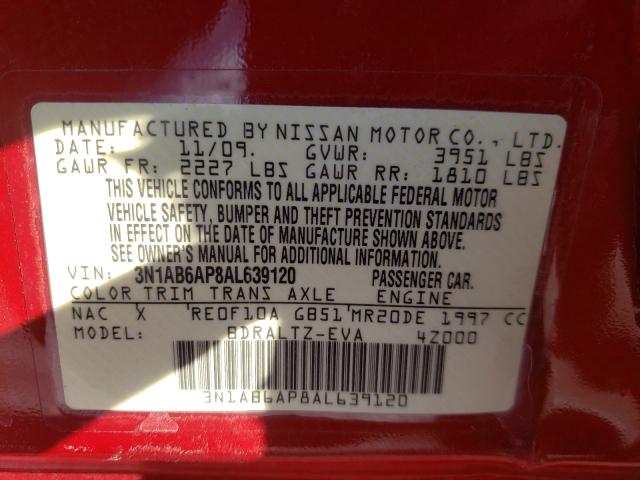 MANUFACTURED BY NISSAN MOTOR CO., LTD.
DATE: 11/09. GVWR: 3951 LBS
GAWR FR: 2227 LBS GAWR RR: 1810 LBS
THIS VEHICLE CONFORMS TO ALL APPLICABLE FEDERAL MOTOR
VEHICLE SAFETY, BUMPER AND THEFT PREVENTION STANDARDS
IN EFFECT ON THE DATE OF MANUFACTURE SHOWN ABOVE.
SEE OWNER'S MANUAL FOR ADDITIONAL INFORMATION.
VIN: 3N1AB6AP8AL639120 PASSENGER CAR.
COLOR TRIM TRANS AXLE ENGINE
NAC X RE0F10A GB51 MR20DE 1997 CC
MODEL: BDRALTZ-EVA 4Z000
3N1AB6AP8AL639120